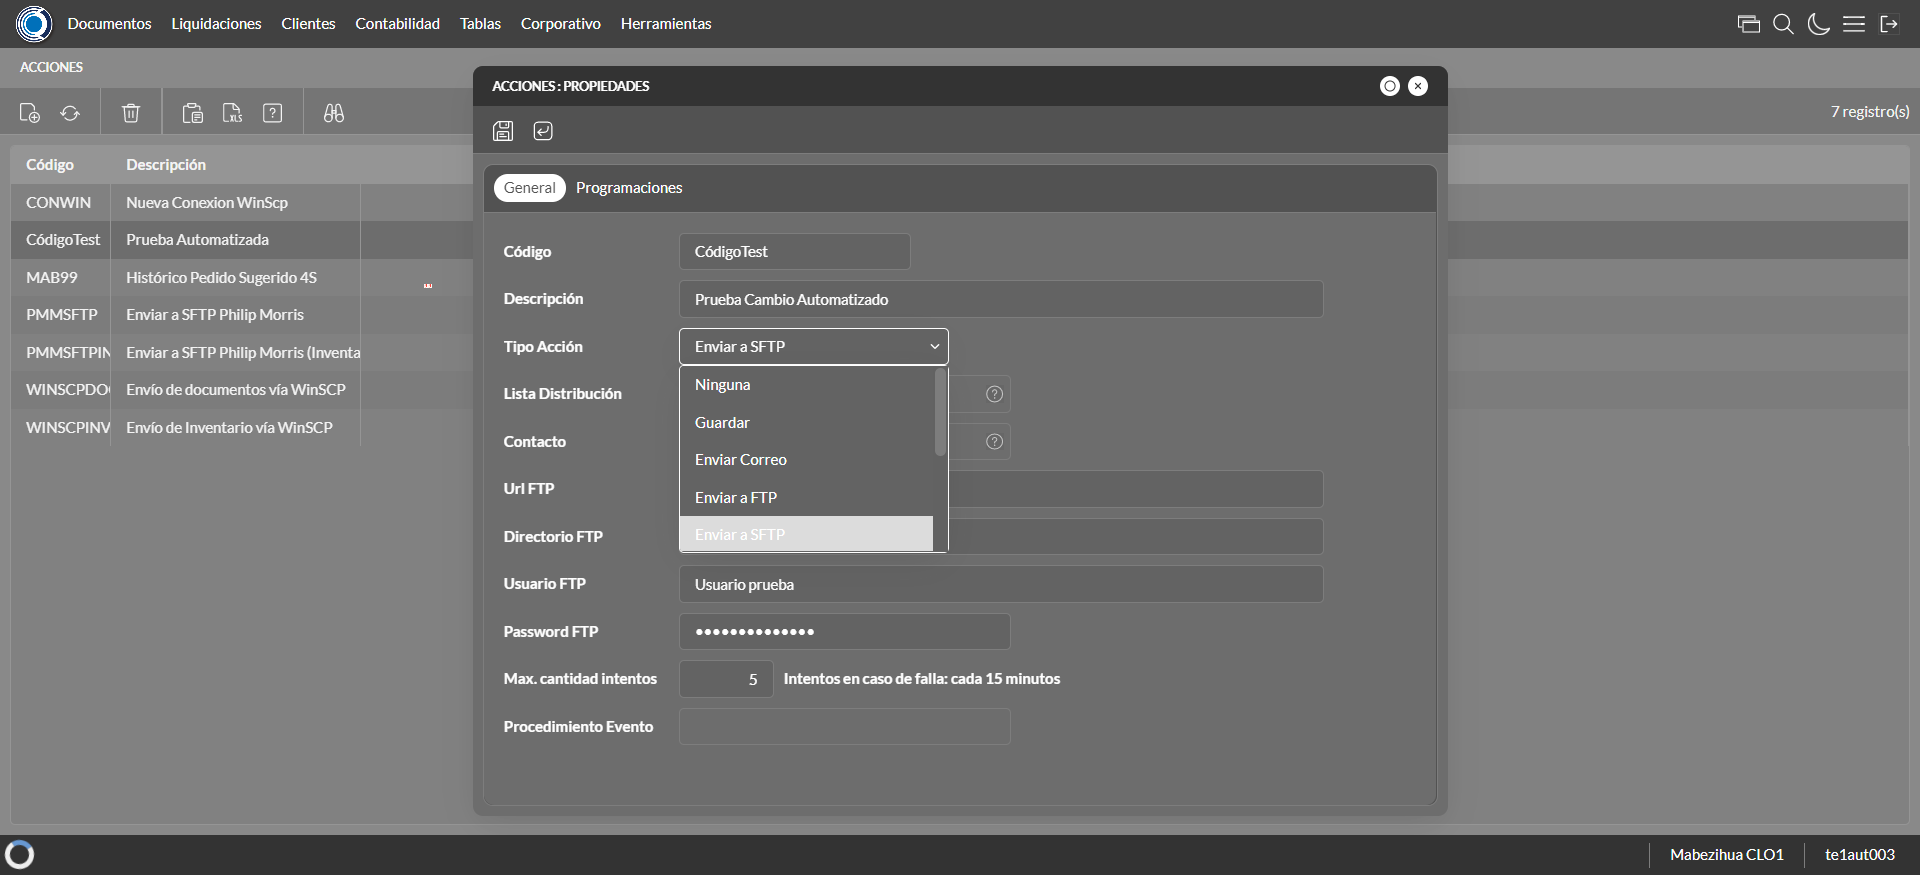 Documentos Liquidaciones Clientes Contabilidad Tablas Corporativo Herramientas
ACCIONES
7 registro(s)
Código Descripción
CONWIN Nueva Conexion WinScp
CódigoTest Prueba Automatizada
MAB99 Histórico Pedido Sugerido 4S
PMMSFTP Enviar a SFTP Philip Morris
PMMSFTPIN Enviar a SFTP Philip Morris (Inventa
WINSCPDO Envío de documentos vía WinSCP
WINSCPINV Envío de Inventario vía WinSCP
ACCIONES : PROPIEDADES
General Programaciones
Código CódigoTest
Descripción Prueba Cambio Automatizado
Tipo Acción Enviar a SFTP
Ninguna
Guardar
Enviar Correo
Enviar a FTP
Enviar a SFTP
Lista Distribución
Contacto
Url FTP
Directorio FTP
Usuario FTP Usuario prueba
Password FTP ••••••••••••••
Max. cantidad intentos 5 Intentos en caso de falla: cada 15 minutos
Procedimiento Evento
Mabezihua CLO1 te1aut003